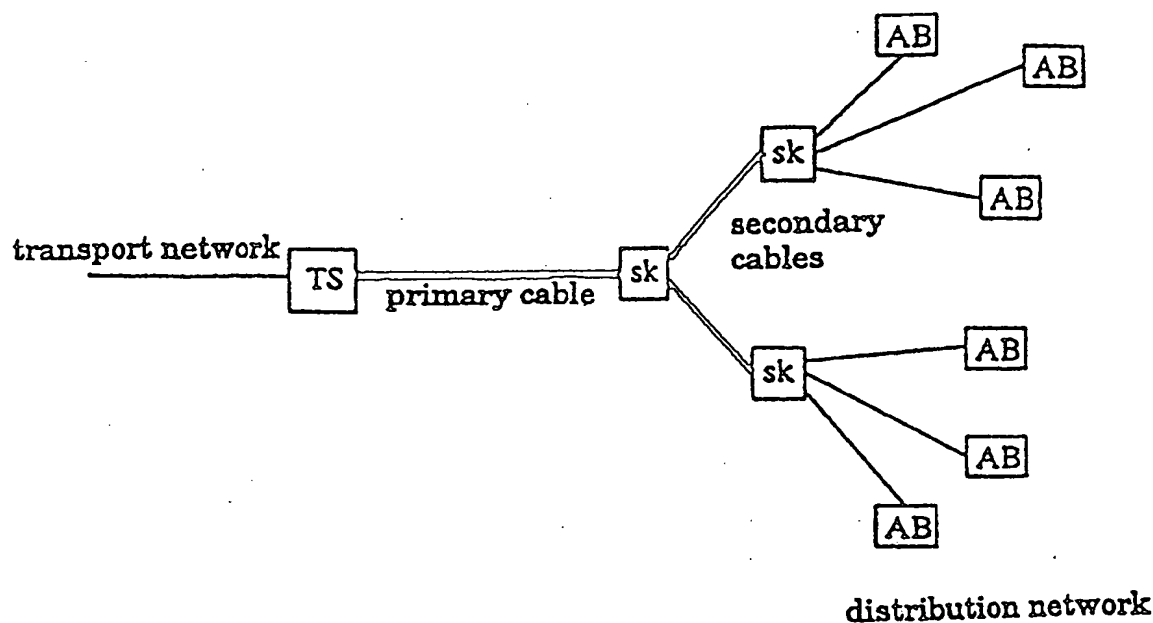 AB
AB
sk
AB
secondary
cables
transport network
TS
primary cable
sk
AB
sk
AB
AB
distribution network